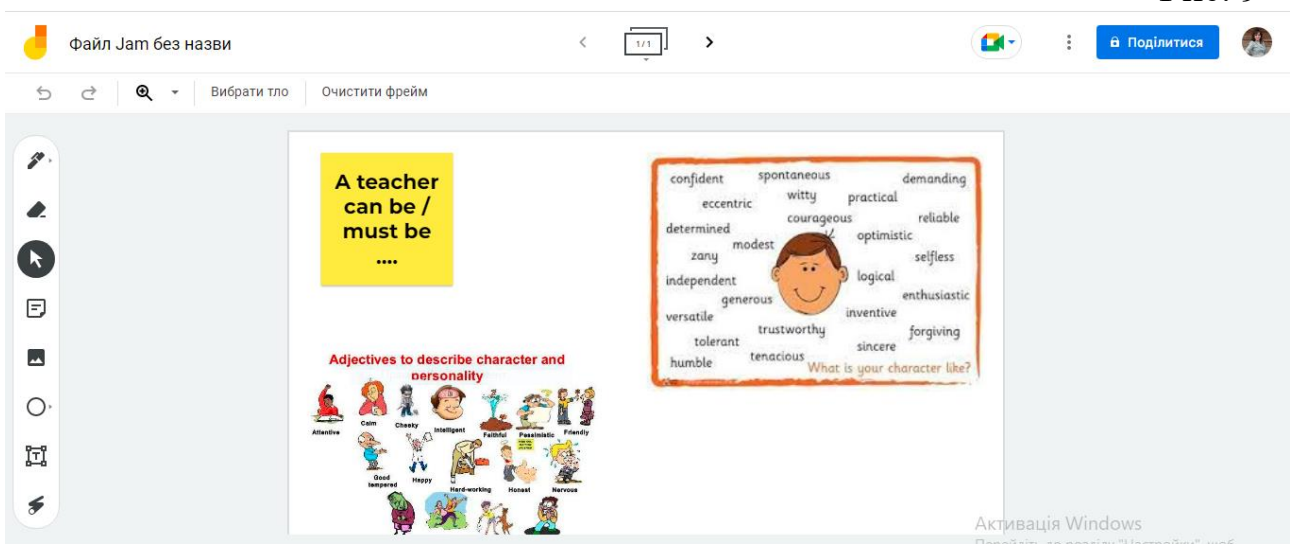 Файл Jam без назви
1/1
Поділитися
Вибрати тло Очистити фрейм
A teacher
can be /
must be
....
confident spontaneous demanding
eccentric witty practical
determined courageous reliable
modest optimistic
zany selfless
independent logical
generous enthusiastic
versatile inventive
trustworthy forgiving
tolerant sincere
humble tenacious
What is your character like?
Adjectives to describe character and
personality
Attentive Calm Cheeky Intelligent Faithful Pessimistic Friendly
Good
tempered Happy Hard-working Honest Nervous
Активація Windows